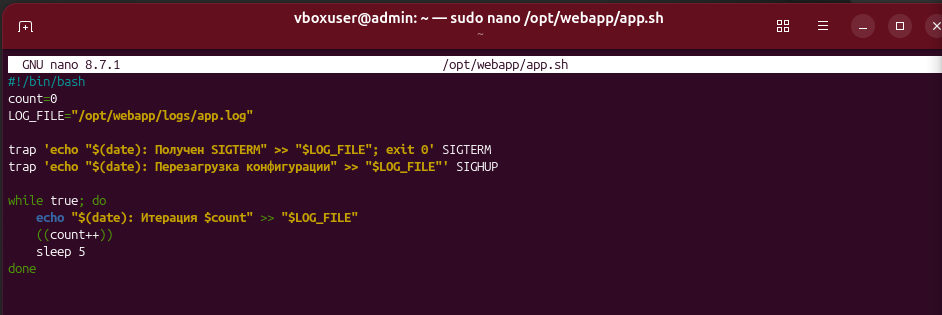 vboxuser@admin: ~ — sudo nano /opt/webapp/app.sh
~
GNU nano 8.7.1 /opt/webapp/app.sh
#!/bin/bash
count=0
LOG_FILE="/opt/webapp/logs/app.log"

trap 'echo "$(date): Получен SIGTERM" >> "$LOG_FILE"; exit 0' SIGTERM
trap 'echo "$(date): Перезагрузка конфигурации" >> "$LOG_FILE"' SIGHUP

while true; do
    echo "$(date): Итерация $count" >> "$LOG_FILE"
    ((count++))
    sleep 5
done